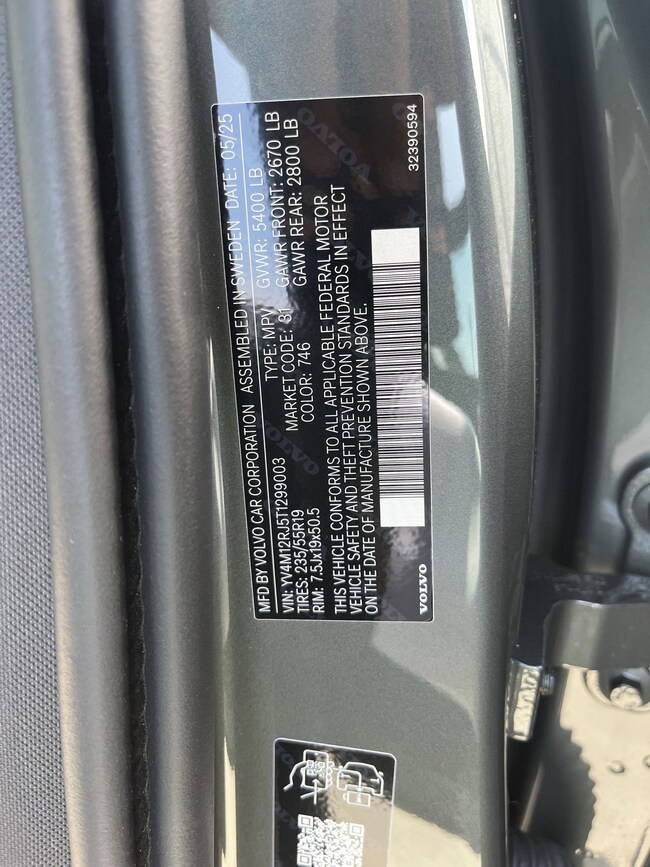 MFD BY VOLVO CAR CORPORATION ASSEMBLED IN SWEDEN DATE: 05/25
VIN: YV4M12RJ5T1299003 TYPE: MPV GVWR: 5400 LB
TIRES: 235/55R19 MARKET CODE: 31 GAWR FRONT: 2670 LB
RIM: 7.5Jx19x50.5 COLOR: 746 GAWR REAR: 2800 LB
THIS VEHICLE CONFORMS TO ALL APPLICABLE FEDERAL MOTOR
VEHICLE SAFETY AND THEFT PREVENTION STANDARDS IN EFFECT
ON THE DATE OF MANUFACTURE SHOWN ABOVE.
VOLVO 32390594